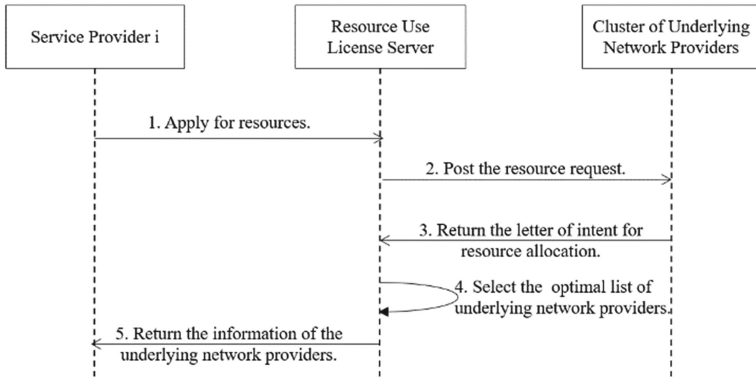 Service Provider i
Resource Use
License Server
Cluster of Underlying
Network Providers
1. Apply for resources.
2. Post the resource request.
3. Return the letter of intent for
resource allocation.
4. Select the optimal list of
underlying network providers.
5. Return the information of the
underlying network providers.